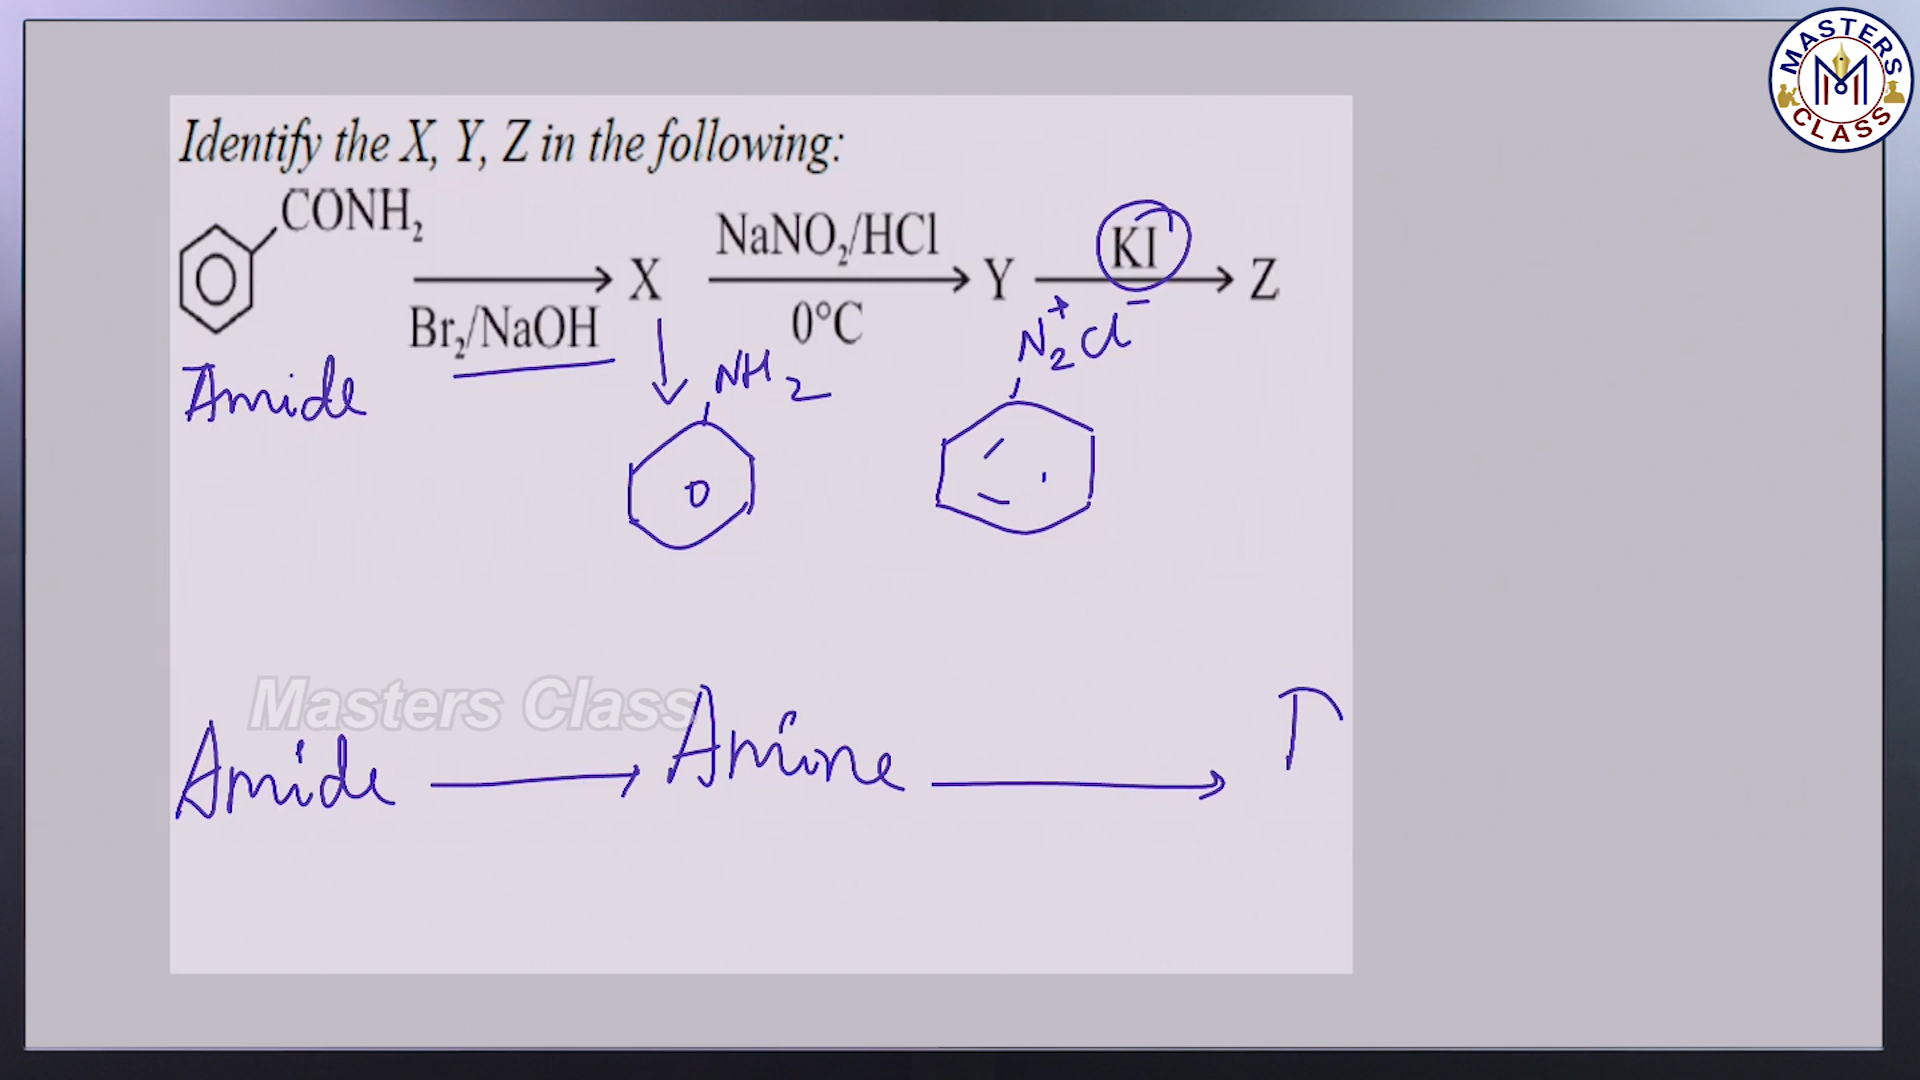 MASTERS CLASS
Identify the X, Y, Z in the following:
CONH₂
Br₂/NaOH
X
NaNO₂/HCl
0°C
Y
KI
Z
Amide
NH₂
N₂⁺Cl⁻
Masters Class
Amide → Amine →